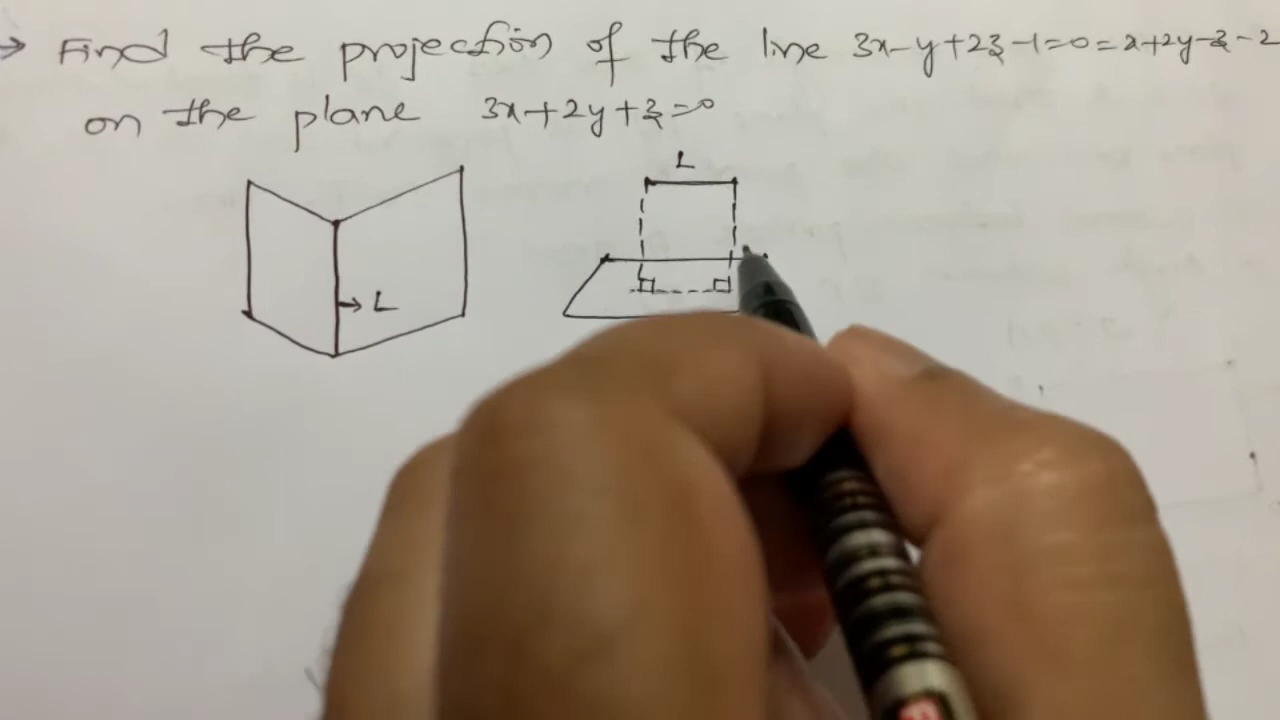 → Find the projection of the line 3x-y+2z-1=0=x+2y-z-2
on the plane 3x+2y+z=0
L
L